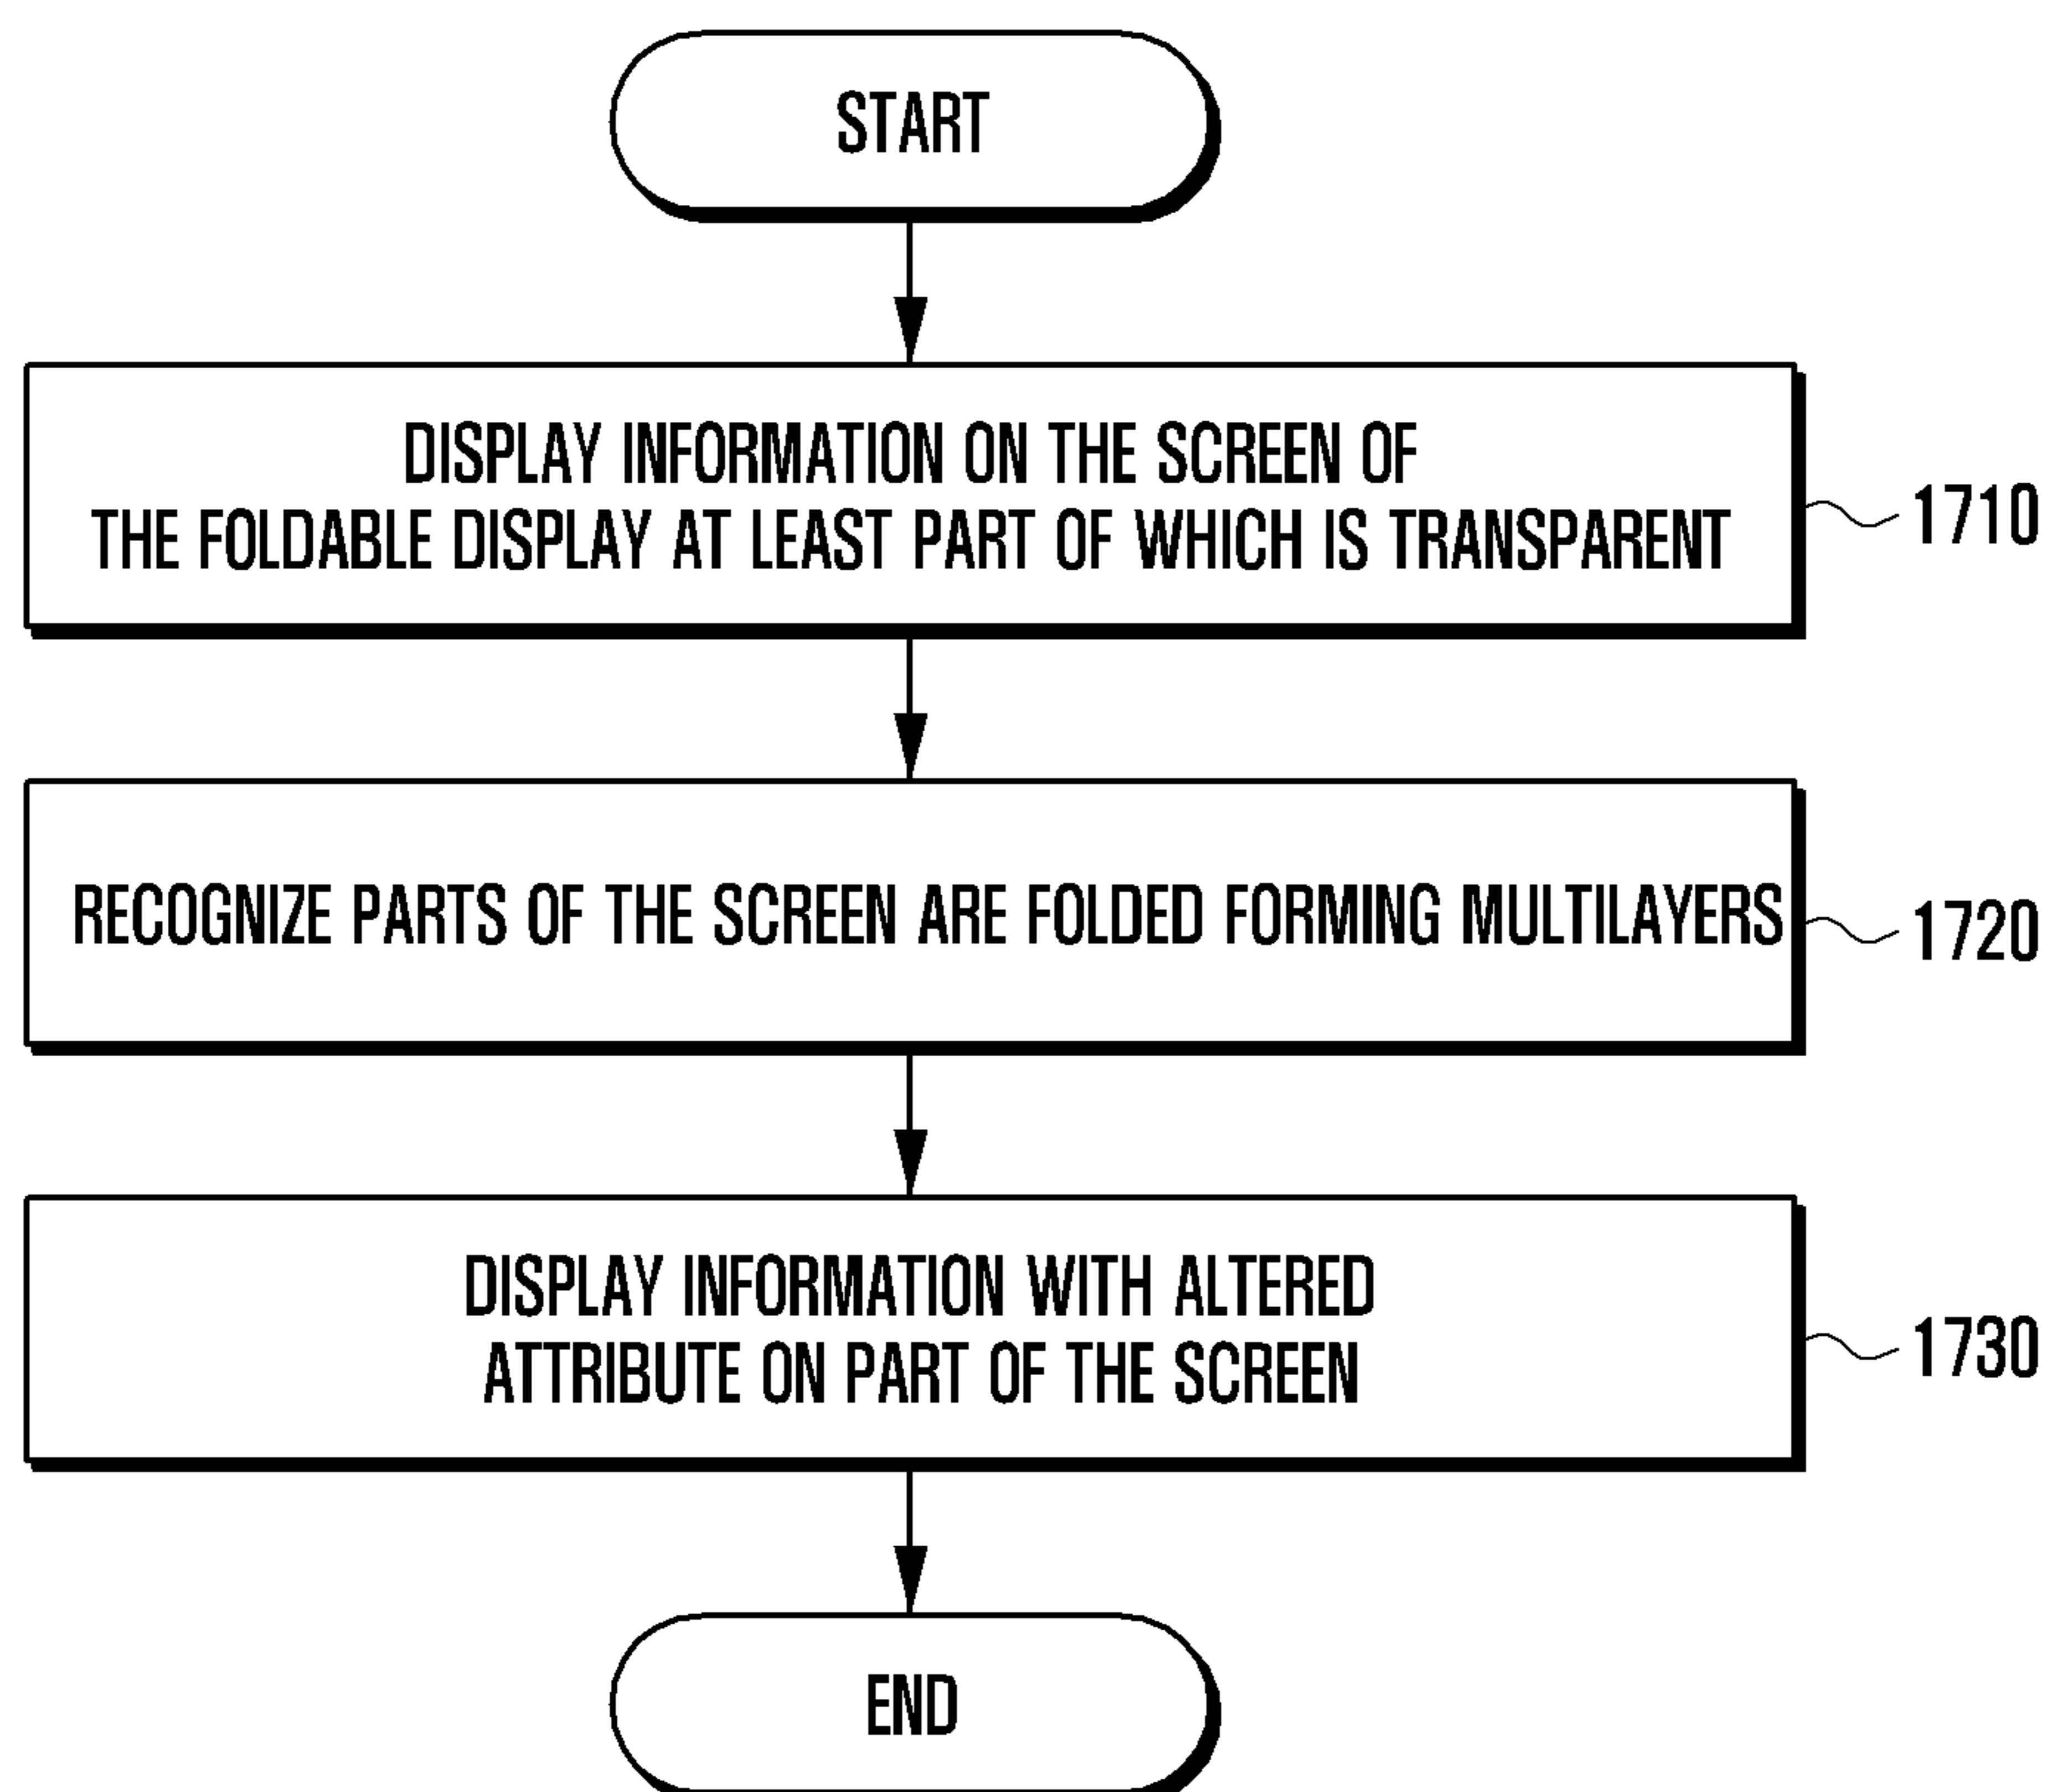 START
DISPLAY INFORMATION ON THE SCREEN OF
THE FOLDABLE DISPLAY AT LEAST PART OF WHICH IS TRANSPARENT
1710
RECOGNIZE PARTS OF THE SCREEN ARE FOLDED FORMING MULTILAYERS
1720
DISPLAY INFORMATION WITH ALTERED
ATTRIBUTE ON PART OF THE SCREEN
1730
END